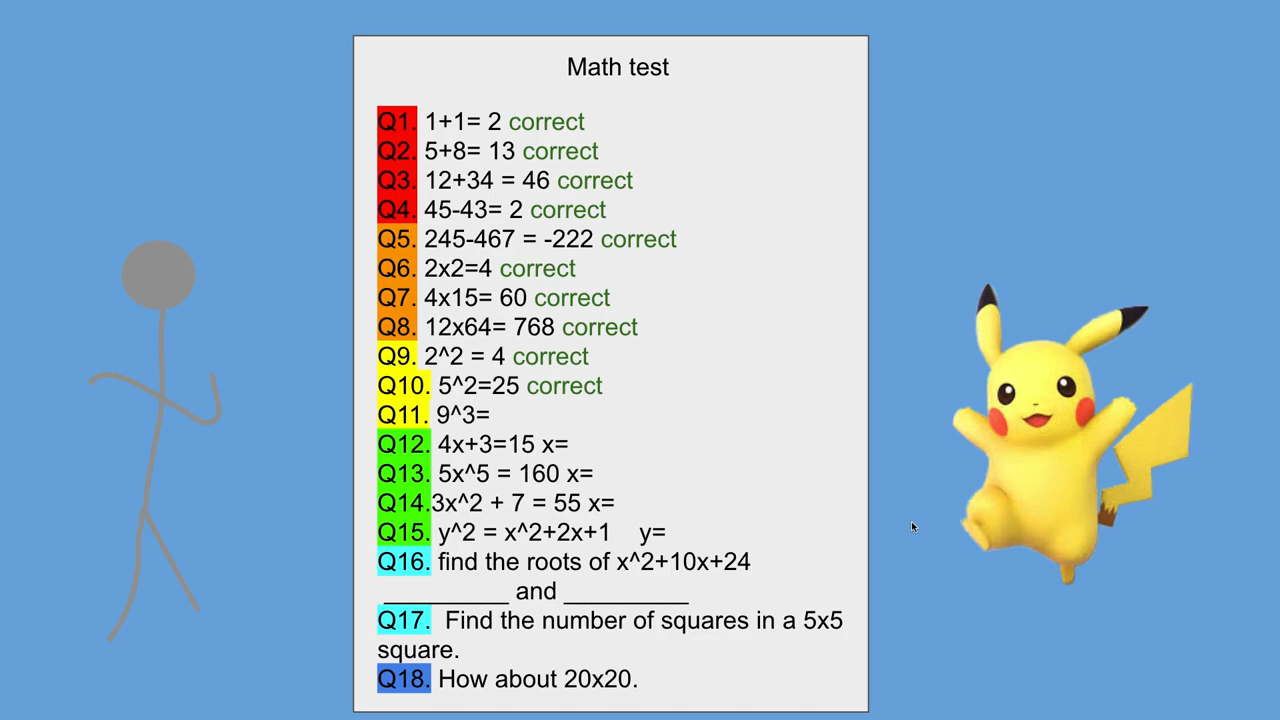 Math test
Q1. 1+1= 2 correct
Q2. 5+8= 13 correct
Q3. 12+34 = 46 correct
Q4. 45-43= 2 correct
Q5. 245-467 = -222 correct
Q6. 2x2=4 correct
Q7. 4x15= 60 correct
Q8. 12x64= 768 correct
Q9. 2^2 = 4 correct
Q10. 5^2=25 correct
Q11. 9^3=
Q12. 4x+3=15 x=
Q13. 5x^5 = 160 x=
Q14.3x^2 + 7 = 55 x=
Q15. y^2 = x^2+2x+1 y=
Q16. find the roots of x^2+10x+24
_________ and _________
Q17. Find the number of squares in a 5x5
square.
Q18. How about 20x20.